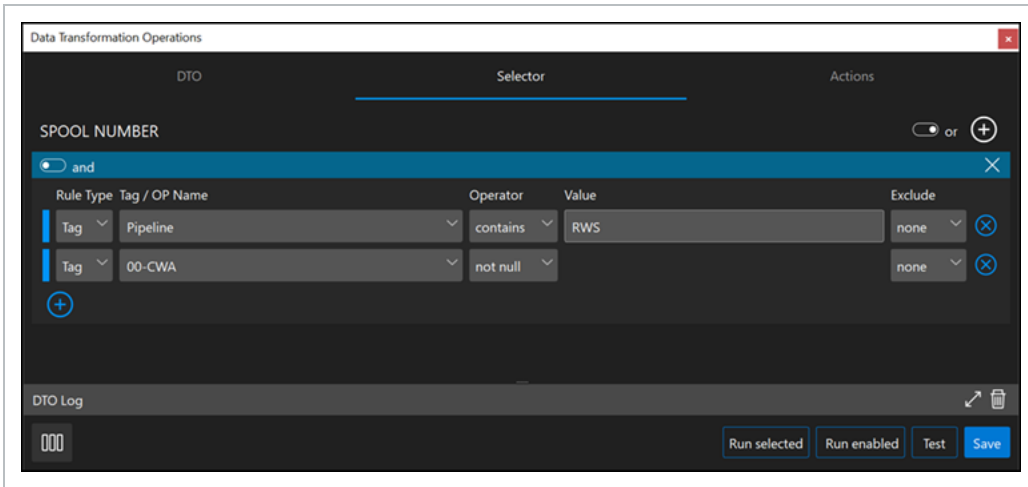 Data Transformation Operations
DTO Selector Actions
SPOOL NUMBER or
and
Rule Type Tag / OP Name Operator Value Exclude
Tag Pipeline contains RWS none
Tag 00-CWA not null none
DTO Log
Run selected Run enabled Test Save